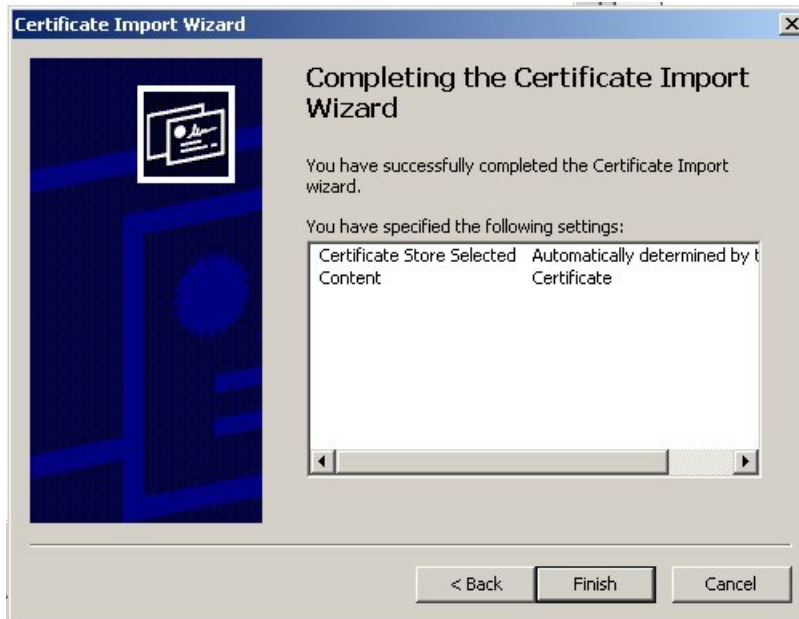 Certificate Import Wizard
Completing the Certificate Import
Wizard
You have successfully completed the Certificate Import
wizard.
You have specified the following settings:
Certificate Store Selected Automatically determined by t
Content Certificate
< Back Finish Cancel